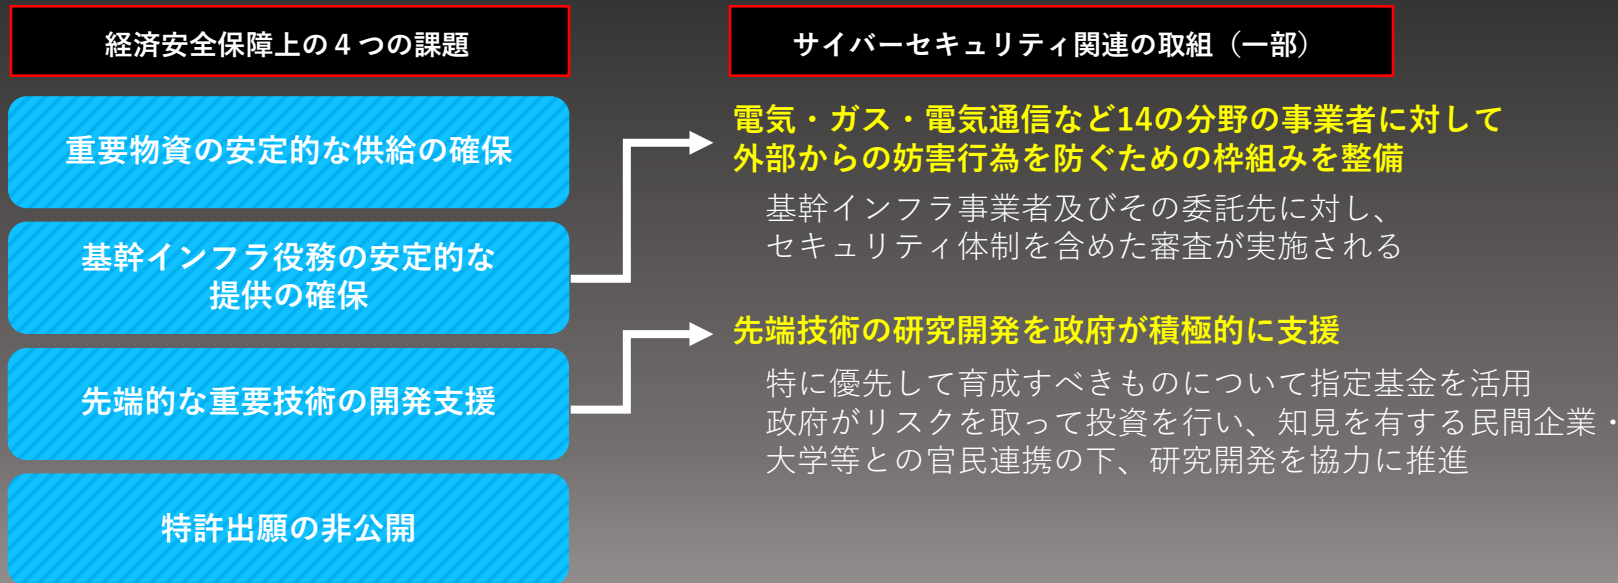 経済安全保障上の４つの課題
サイバーセキュリティ関連の取組（一部）
重要物資の安定的な供給の確保
基幹インフラ役務の安定的な
提供の確保
先端的な重要技術の開発支援
特許出願の非公開
電気・ガス・電気通信など14の分野の事業者に対して
外部からの妨害行為を防ぐための枠組みを整備
基幹インフラ事業者及びその委託先に対し、
セキュリティ体制を含めた審査が実施される
先端技術の研究開発を政府が積極的に支援
特に優先して育成すべきものについて指定基金を活用
政府がリスクを取って投資を行い、知見を有する民間企業・
大学等との官民連携の下、研究開発を協力に推進